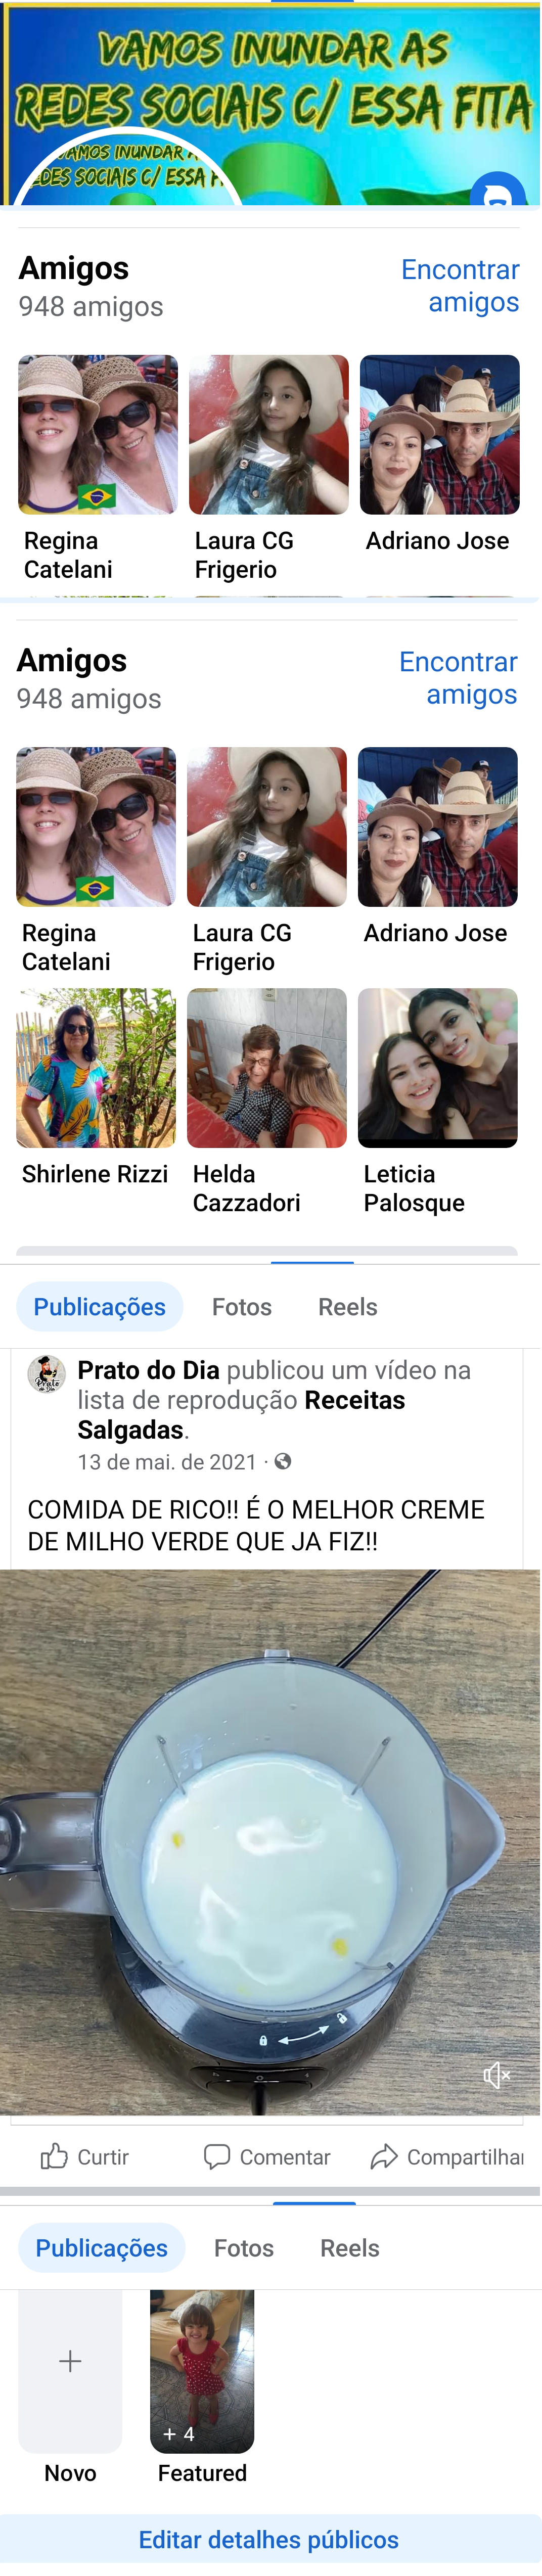 VAMOS INUNDAR AS
REDES SOCIAIS C/ ESSA FITA
VAMOS INUNDAR A
EDES SOCIAIS C/ ESSA F
Amigos
Encontrar
amigos
948 amigos
Regina
Catelani
Laura CG
Frigerio
Adriano Jose
Amigos
Encontrar
amigos
948 amigos
Regina
Catelani
Laura CG
Frigerio
Adriano Jose
Shirlene Rizzi
Helda
Cazzadori
Leticia
Palosque
Publicações Fotos Reels
Prato
do Dia
Prato do Dia publicou um vídeo na
lista de reprodução Receitas
Salgadas.
13 de mai. de 2021 ·
COMIDA DE RICO!! É O MELHOR CREME
DE MILHO VERDE QUE JA FIZ!!
Curtir Comentar Compartilhar
Publicações Fotos Reels
+ 4
Novo Featured
Editar detalhes públicos